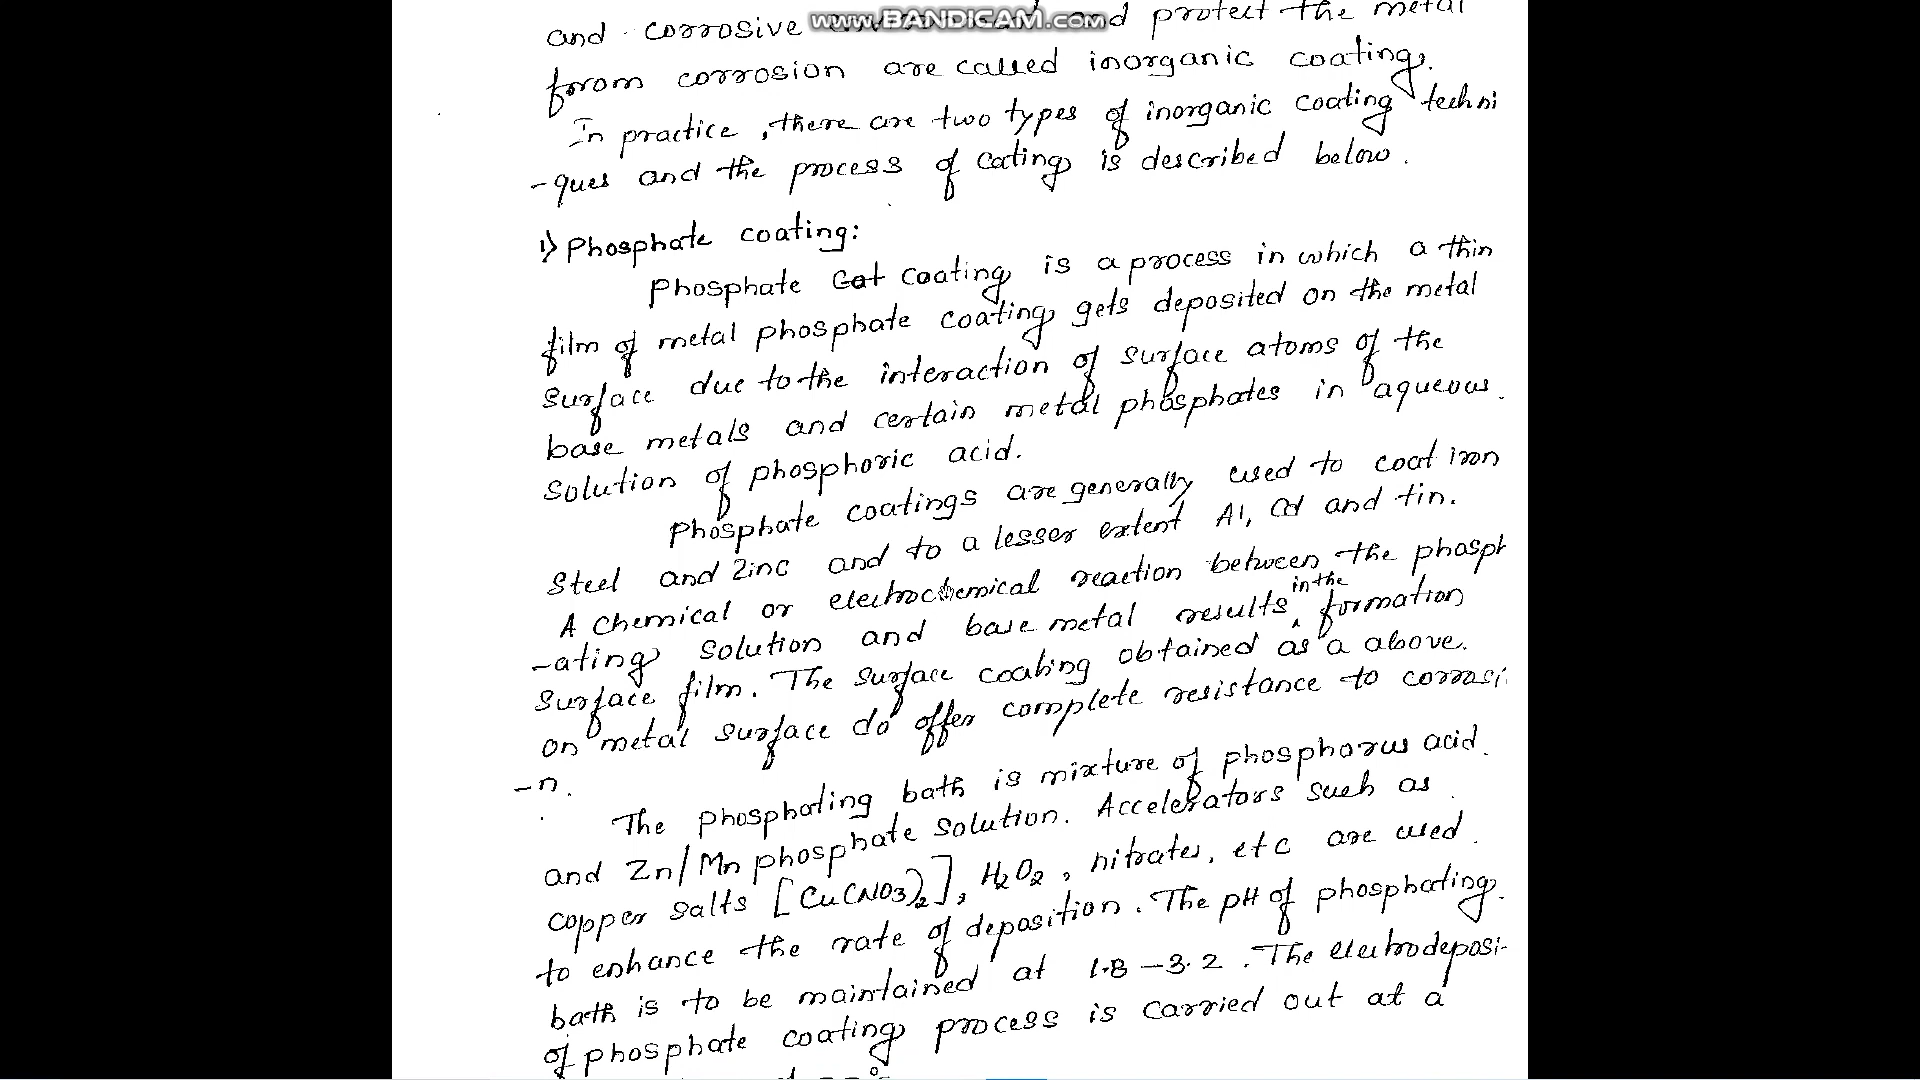 www.BANDICAM.com
and corrosive and protect the metal
from corrosion are called inorganic coating.
In practice, there are two types of inorganic coating techni
-ques and the process of coting is described below.
1) Phosphate coating:
Phosphate Cot coating is a process in which a thin
film of metal phosphate coating gets deposited on the metal
surface due to the interaction of surface atoms of the
base metals and certain metal phosphates in aqueous
solution of phosphoric acid.
Phosphate coatings are generally used to coat iron
Steel and Zinc and to a lesser extent Al, Cd and tin.
A chemical or electrochemical reaction between the phosph
-ating solution and base metal results in the formation
surface film. The surface coating obtained as a above.
on metal surface do offer complete resistance to corrosi
-n.
The phosphating bath is mixture of phosphorus acid.
and Zn/Mn phosphate solution. Accelerators such as
copper salts [Cu(NO3)2], H2O2, nitrates, etc are used
to enhance the rate of deposition. The pH of phosphating
bath is to be maintained at 1.8-3.2. The electrodeposi-
of phosphate coating process is carried out at a